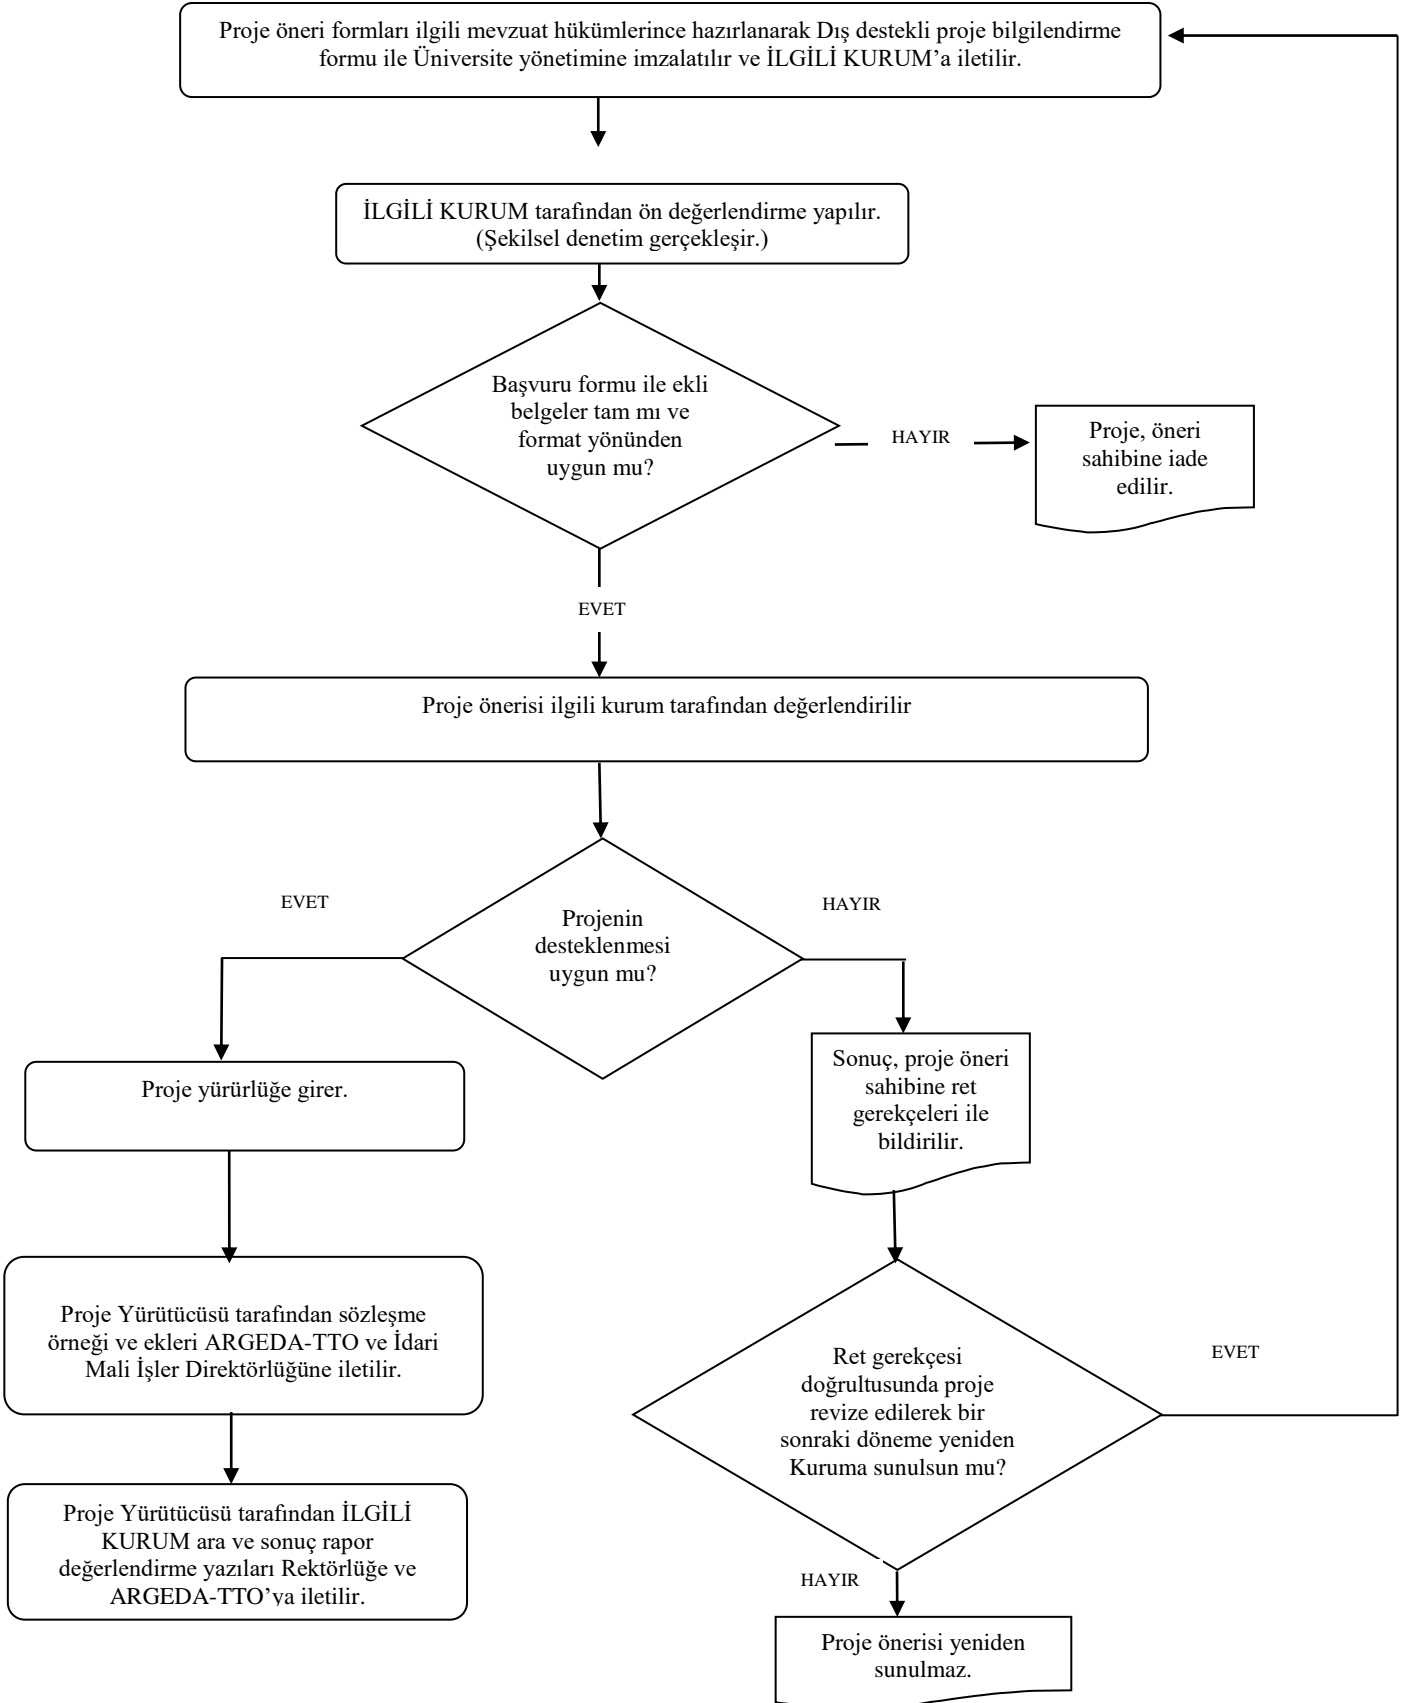 Proje öneri formları ilgili mevzuat hükümlerince hazırlanarak Dış destekli proje bilgilendirme
formu ile Üniversite yönetimine imzalatılır ve İLGİLİ KURUM’a iletilir.
İLGİLİ KURUM tarafından ön değerlendirme yapılır.
(Şekilsel denetim gerçekleşir.)
Başvuru formu ile ekli
belgeler tam mı ve
format yönünden
uygun mu?
HAYIR
Proje, öneri
sahibine iade
edilir.
EVET
Proje önerisi ilgili kurum tarafından değerlendirilir
Projenin
desteklenmesi
uygun mu?
EVET
HAYIR
Proje yürürlüğe girer.
Sonuç, proje öneri
sahibine ret
gerekçeleri ile
bildirilir.
Proje Yürütücüsü tarafından sözleşme
örneği ve ekleri ARGEDA-TTO ve İdari
Mali İşler Direktörlüğüne iletilir.
Ret gerekçesi
doğrultusunda proje
revize edilerek bir
sonraki döneme yeniden
Kuruma sunulsun mu?
EVET
Proje Yürütücüsü tarafından İLGİLİ
KURUM ara ve sonuç rapor
değerlendirme yazıları Rektörlüğe ve
ARGEDA-TTO’ya iletilir.
HAYIR
Proje önerisi yeniden
sunulmaz.